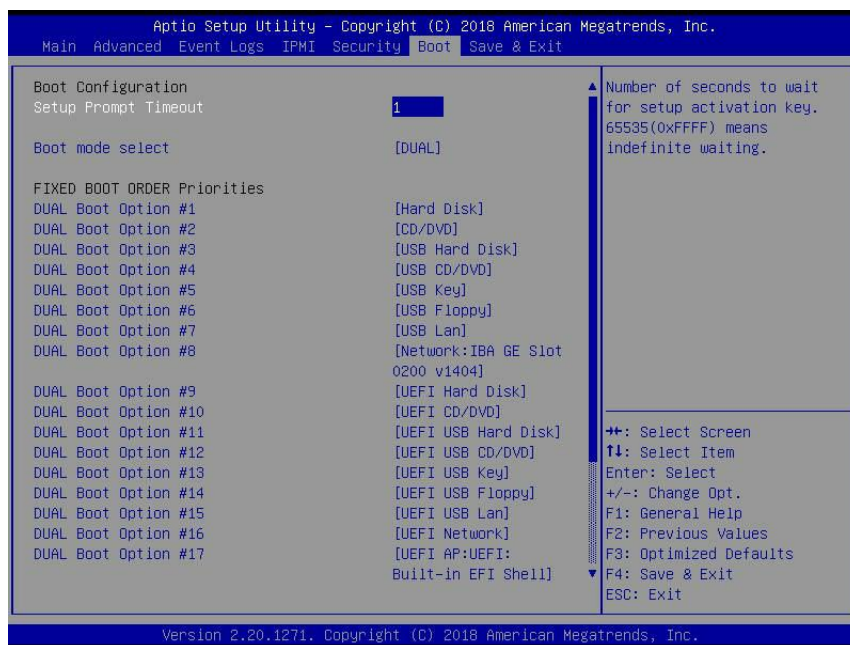 Aptio Setup Utility – Copyright (C) 2018 American Megatrends, Inc.
Main Advanced Event Logs IPMI Security Boot Save & Exit
Boot Configuration
Setup Prompt Timeout 1
Boot mode select [DUAL]
FIXED BOOT ORDER Priorities
DUAL Boot Option #1 [Hard Disk]
DUAL Boot Option #2 [CD/DVD]
DUAL Boot Option #3 [USB Hard Disk]
DUAL Boot Option #4 [USB CD/DVD]
DUAL Boot Option #5 [USB Key]
DUAL Boot Option #6 [USB Floppy]
DUAL Boot Option #7 [USB Lan]
DUAL Boot Option #8 [Network:IBA GE Slot
0200 v1404]
DUAL Boot Option #9 [UEFI Hard Disk]
DUAL Boot Option #10 [UEFI CD/DVD]
DUAL Boot Option #11 [UEFI USB Hard Disk]
DUAL Boot Option #12 [UEFI USB CD/DVD]
DUAL Boot Option #13 [UEFI USB Key]
DUAL Boot Option #14 [UEFI USB Floppy]
DUAL Boot Option #15 [UEFI USB Lan]
DUAL Boot Option #16 [UEFI Network]
DUAL Boot Option #17 [UEFI AP:UEFI:
Built-in EFI Shell]
Number of seconds to wait
for setup activation key.
65535(0xFFFF) means
indefinite waiting.
→←: Select Screen
↑↓: Select Item
Enter: Select
+/-: Change Opt.
F1: General Help
F2: Previous Values
F3: Optimized Defaults
F4: Save & Exit
ESC: Exit
Version 2.20.1271. Copyright (C) 2018 American Megatrends, Inc.